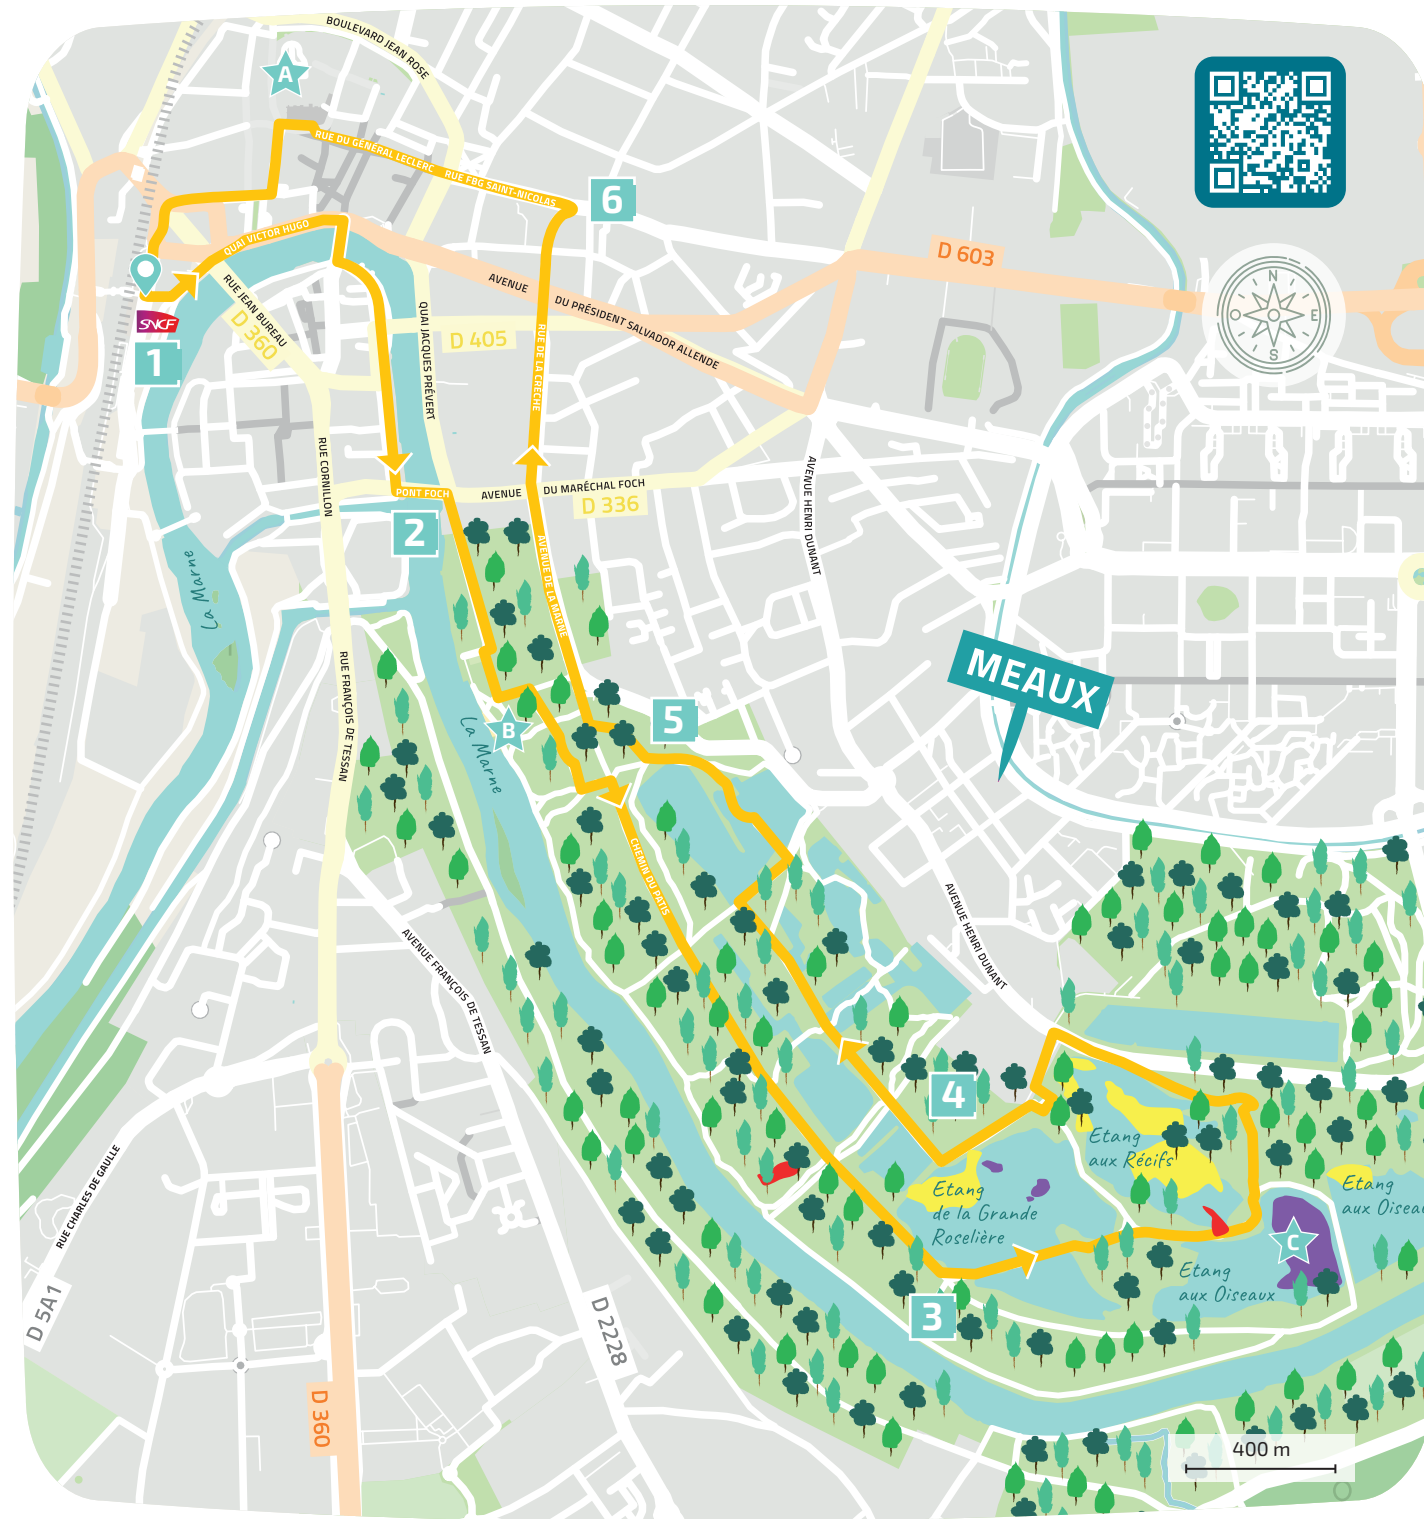 BOULEVARD JEAN ROSE
A
RUE DU GÉNÉRAL LECLERC
RUE FBG SAINT-NICOLAS
6
QUAI VICTOR HUGO
D 603
N
O
E
S
RUE JEAN BUREAU
D 360
SNCF
1
AVENUE
DU PRÉSIDENT SALVADOR ALLENDE
QUAI JACQUES PRÉVERT
D 405
RUE DE LA CRÈCHE
RUE CORNILLON
PONT FOCH
AVENUE
DU MARÉCHAL FOCH
D 336
AVENUE HENRI DUNANT
2
La Marne
AVENUE DE LA MARNE
MEAUX
RUE FRANÇOIS DE TESSAN
5
B
La Marne
CHEMIN DU PATIS
AVENUE HENRI DUNANT
AVENUE FRANÇOIS DE TESSAN
4
Etang
aux Récifs
Etang
de la Grande
Roselière
Etang
aux Oiseau
RUE CHARLES DE GAULLE
C
Etang
aux Oiseaux
D 5A1
3
D 2228
D 360
400 m